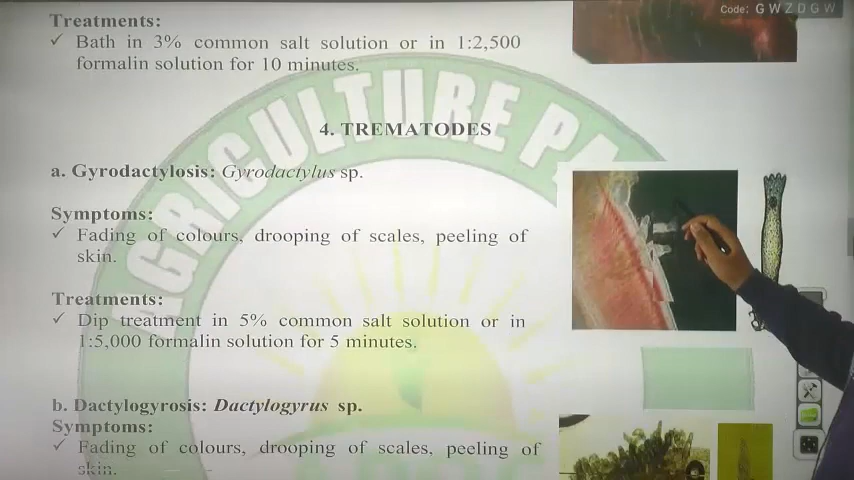 Code: G W Z D G W
Treatments:
✓ Bath in 3% common salt solution or in 1:2,500
formalin solution for 10 minutes.
AGRICULTURE PA
4. TREMATODES
a. Gyrodactylosis: Gyrodactylus sp.
Symptoms:
✓ Fading of colours, drooping of scales, peeling of
skin.
Treatments:
✓ Dip treatment in 5% common salt solution or in
1:5,000 formalin solution for 5 minutes.
b. Dactylogyrosis: Dactylogyrus sp.
Symptoms:
✓ Fading of colours, drooping of scales, peeling of
skin.